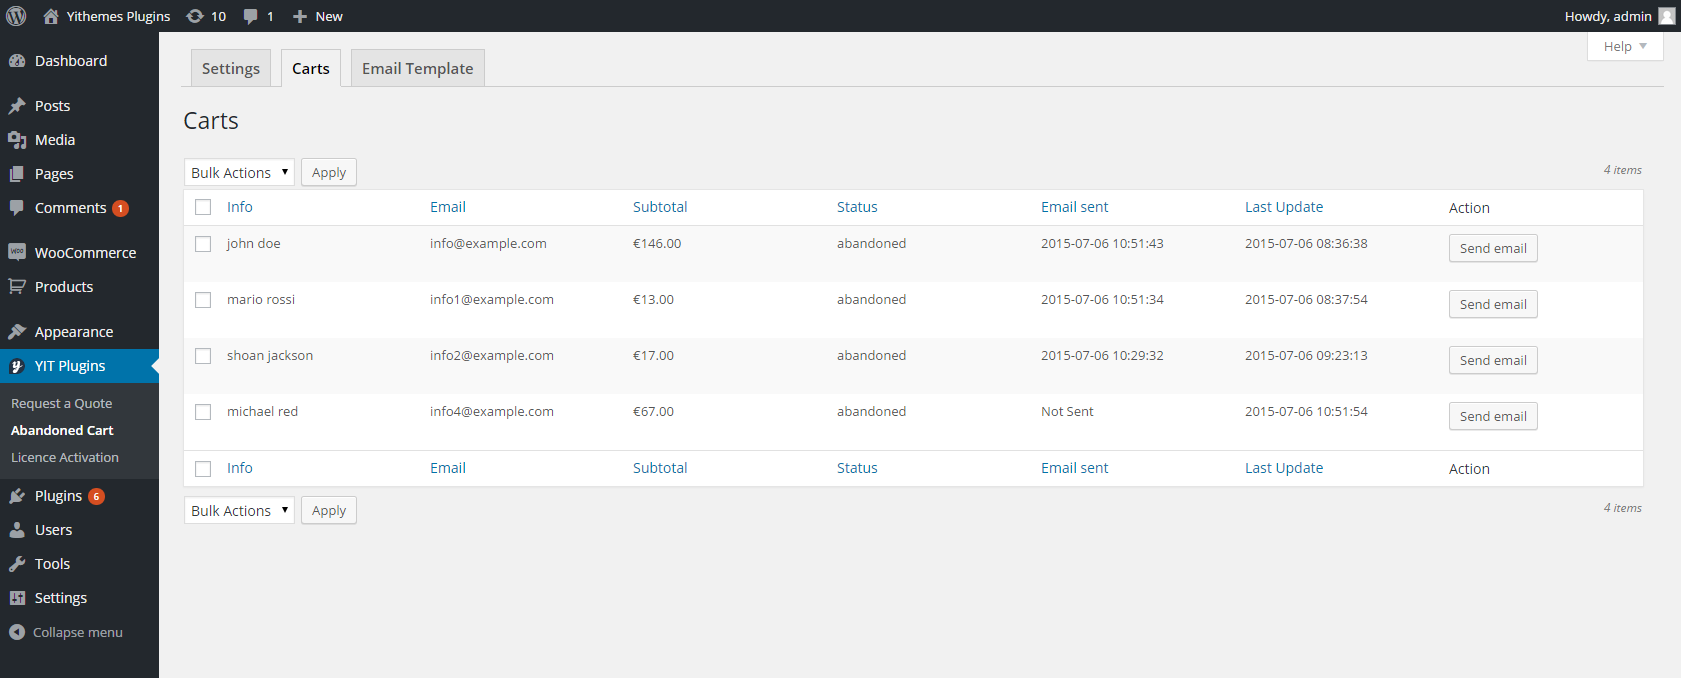 Yithemes Plugins 10 1 New Howdy, admin
Help
Dashboard
Posts
Media
Pages
Comments 1
WooCommerce
Products
Appearance
YIT Plugins
Request a Quote
Abandoned Cart
Licence Activation
Plugins 6
Users
Tools
Settings
Collapse menu
Settings Carts Email Template
Carts
Bulk Actions Apply 4 items
Info Email Subtotal Status Email sent Last Update Action
john doe info@example.com €146.00 abandoned 2015-07-06 10:51:43 2015-07-06 08:36:38 Send email
mario rossi info1@example.com €13.00 abandoned 2015-07-06 10:51:34 2015-07-06 08:37:54 Send email
shoan jackson info2@example.com €17.00 abandoned 2015-07-06 10:29:32 2015-07-06 09:23:13 Send email
michael red info4@example.com €67.00 abandoned Not Sent 2015-07-06 10:51:54 Send email
Info Email Subtotal Status Email sent Last Update Action
Bulk Actions Apply 4 items